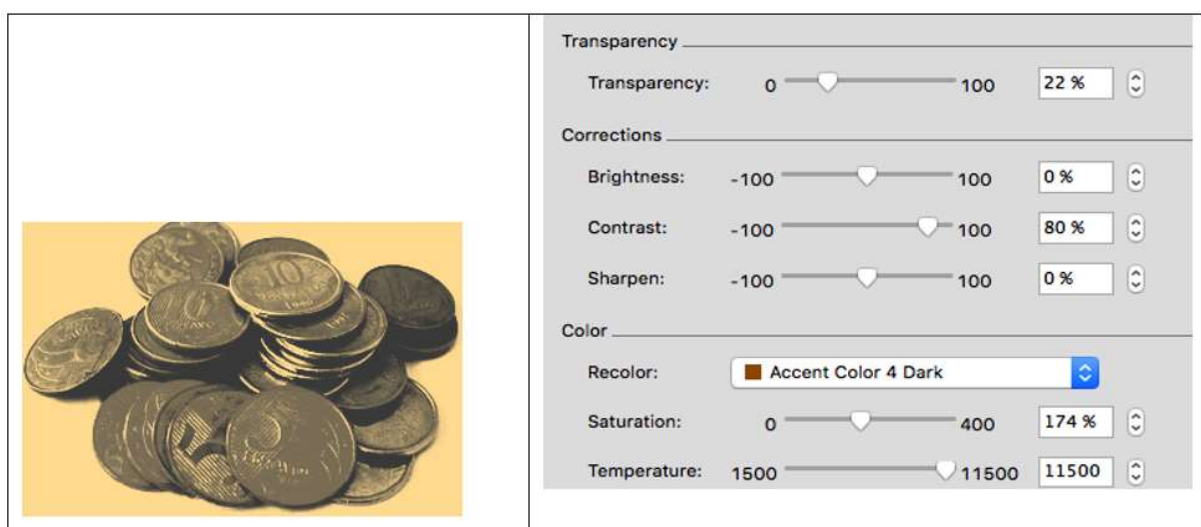 Transparency
Transparency: 0 100 22 %
Corrections
Brightness: -100 100 0 %
Contrast: -100 100 80 %
Sharpen: -100 100 0 %
Color
Recolor: Accent Color 4 Dark
Saturation: 0 400 174 %
Temperature: 1500 11500 11500
10